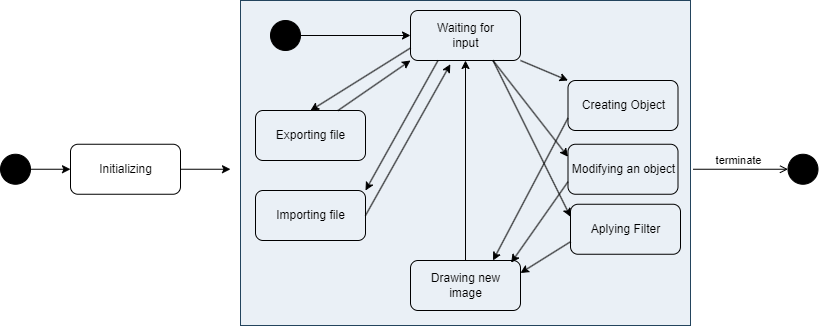 Waiting for
input
Creating Object
Exporting file
Initializing
Modifying an object
terminate
Importing file
Aplying Filter
Drawing new
image